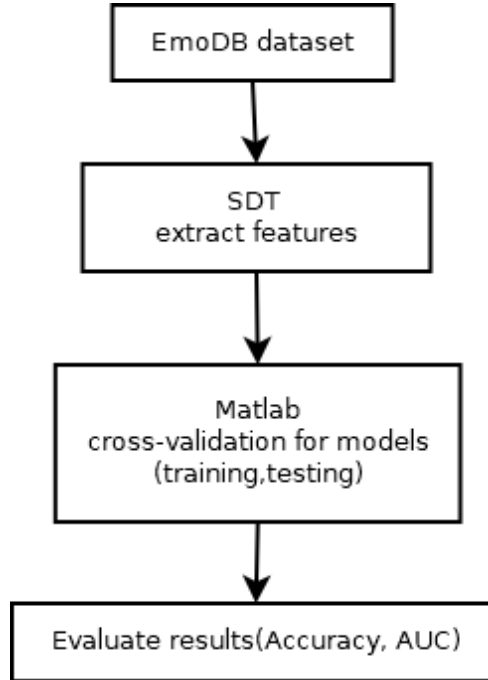 EmoDB dataset
SDT
extract features
Matlab
cross-validation for models
(training,testing)
Evaluate results(Accuracy, AUC)